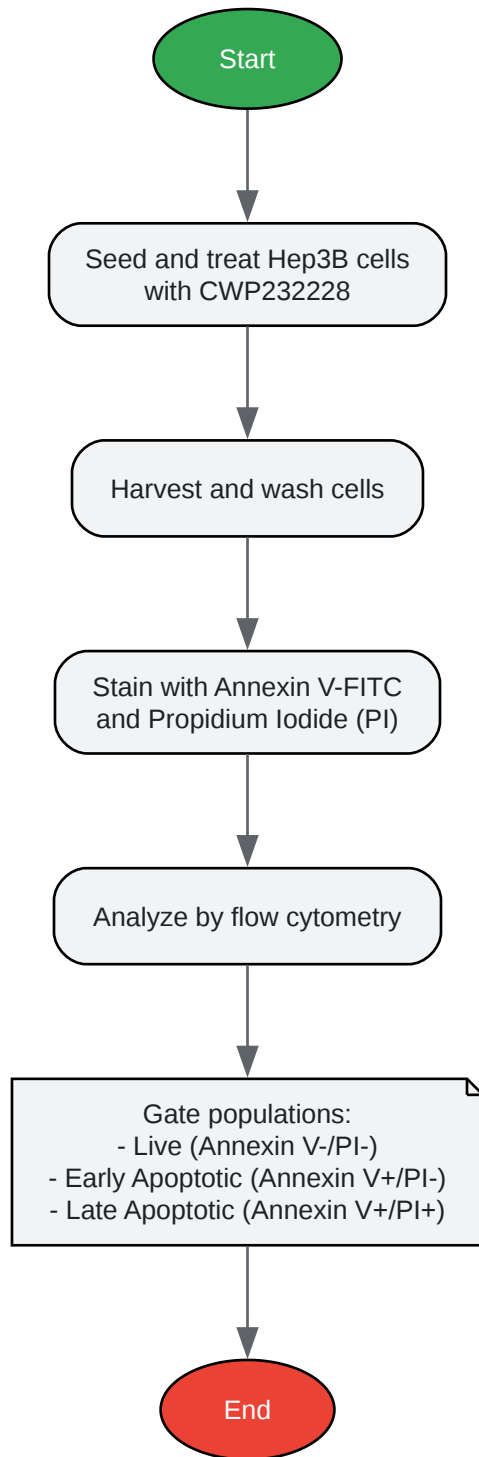 Start
Seed and treat Hep3B cells
with CWP232228
Harvest and wash cells
Stain with Annexin V-FITC
and Propidium Iodide (PI)
Analyze by flow cytometry
Gate populations:
- Live (Annexin V-/PI-)
- Early Apoptotic (Annexin V+/PI-)
- Late Apoptotic (Annexin V+/PI+)
End